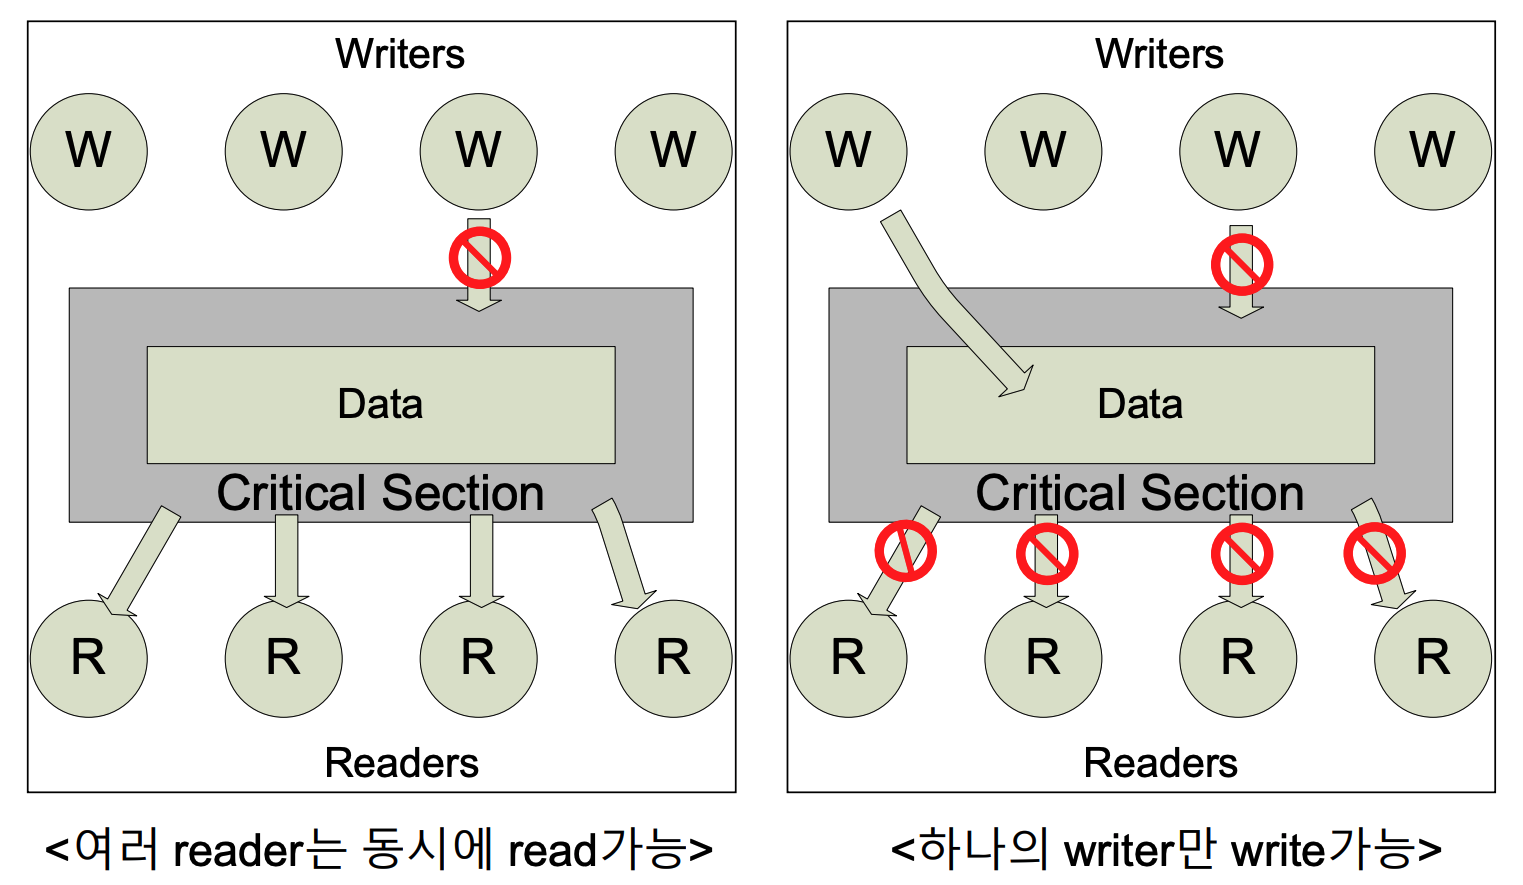 Writers
W W W W
Data
Critical Section
R R R R
Readers
<여러 reader는 동시에 read가능>
Writers
W W W W
Data
Critical Section
R R R R
Readers
<하나의 writer만 write가능>